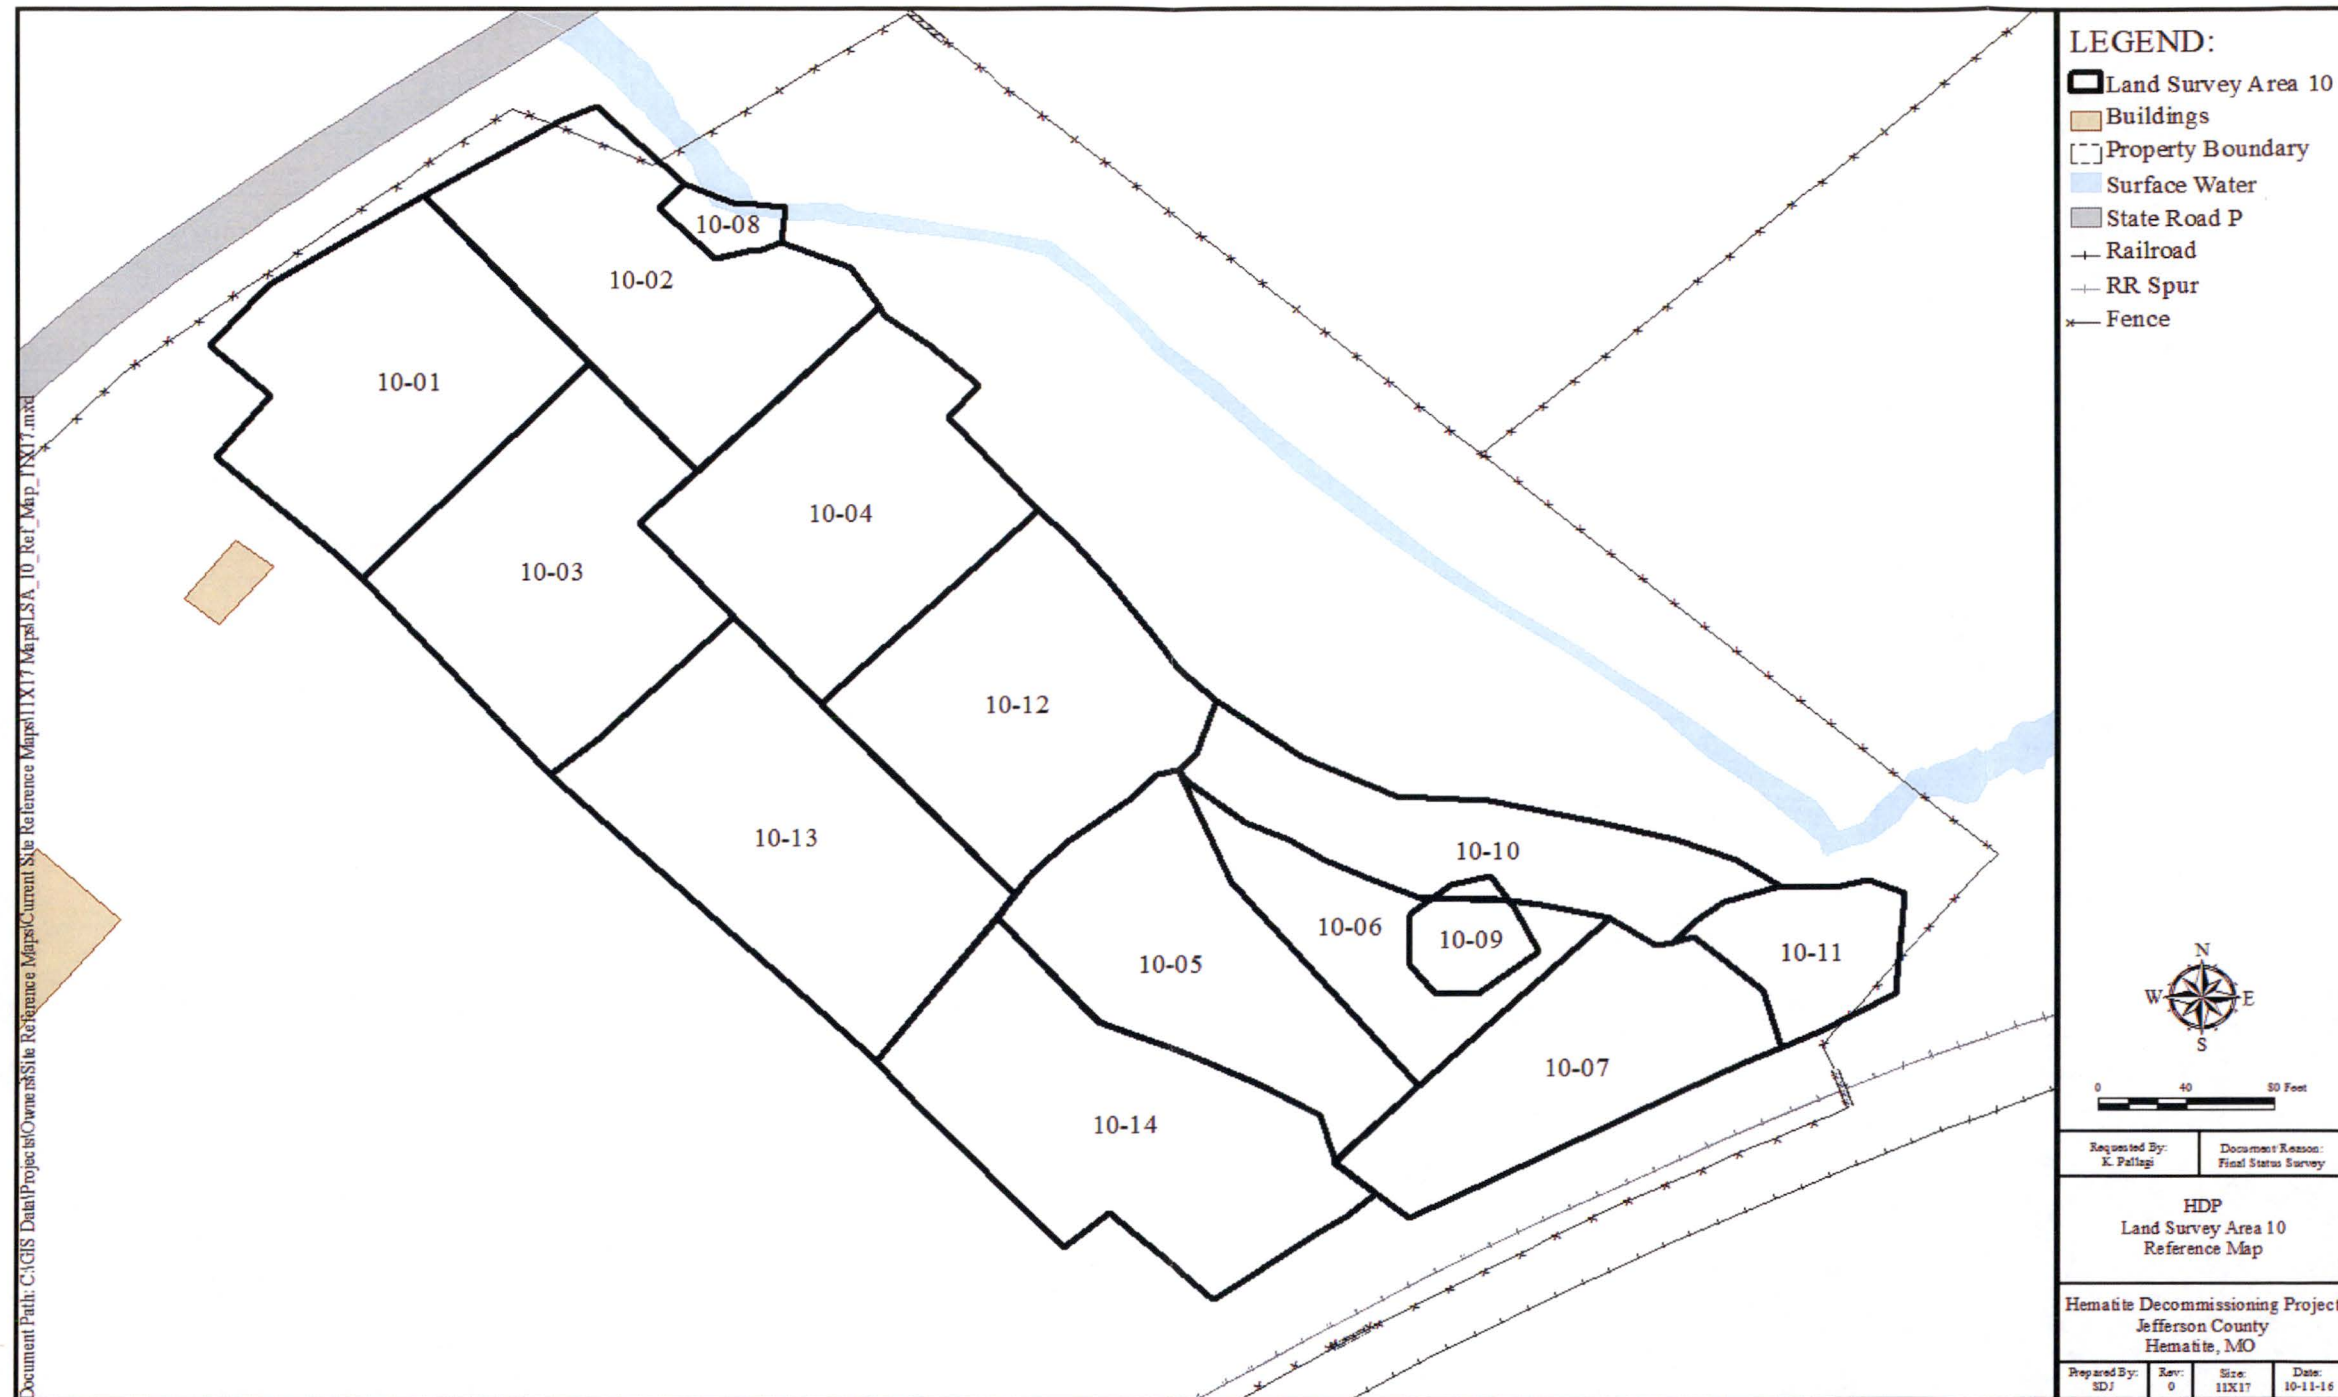 LEGEND:
Land Survey Area 10
Buildings
Property Boundary
Surface Water
State Road P
Railroad
RR Spur
Fence
10-08
10-02
10-01
10-04
10-03
10-12
10-13
10-10
10-06
10-09
10-11
10-05
10-07
10-14
Document Path: C:\GIS Data\Projects\Owners\Site Reference Maps\Current Site Reference Maps\11X17 Maps\LSA_10_Ref_Map_11X17.mxd
N
W E
S
0 40 80 Feet
Requested By:
K. Pallagi
Document Reason:
Final Status Survey
HDP
Land Survey Area 10
Reference Map
Hematite Decommissioning Project
Jefferson County
Hematite, MO
Prepared By:
SDJ
Rev:
0
Size:
11X17
Date:
10-11-16